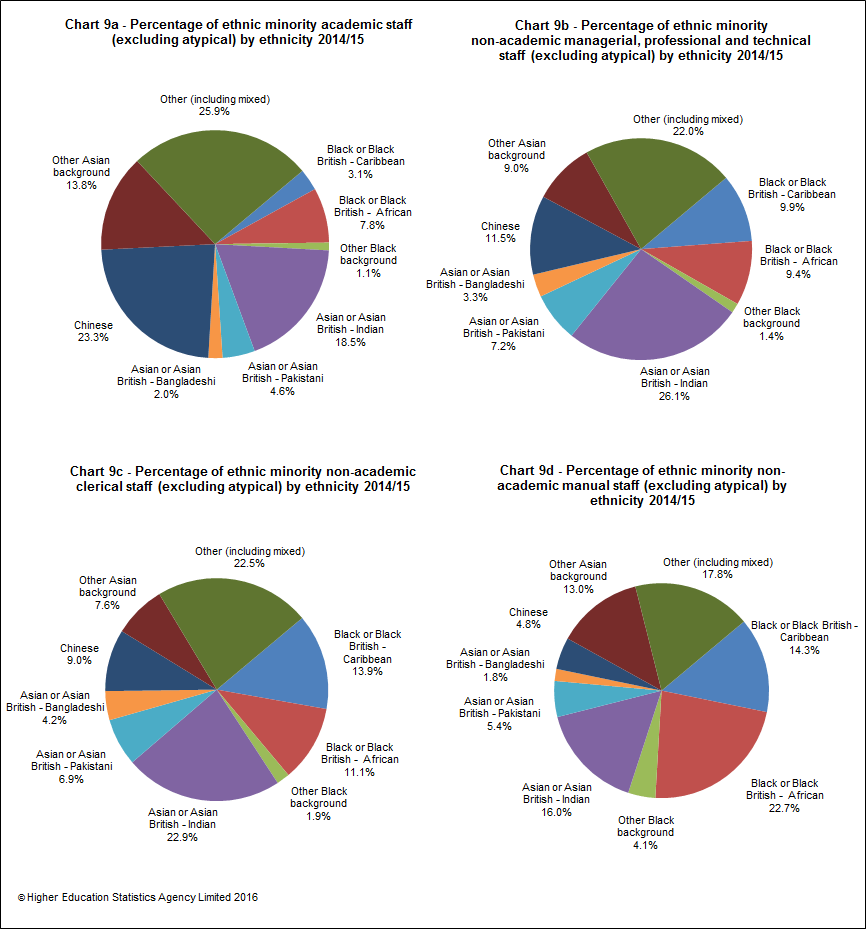 Chart 9a - Percentage of ethnic minority academic staff
(excluding atypical) by ethnicity 2014/15
Other (including mixed)
25.9%
Black or Black
British - Caribbean
3.1%
Black or Black
British - African
7.8%
Other Black
background
1.1%
Asian or Asian
British - Indian
18.5%
Asian or Asian
British - Pakistani
4.6%
Asian or Asian
British - Bangladeshi
2.0%
Chinese
23.3%
Other Asian
background
13.8%
Chart 9b - Percentage of ethnic minority
non-academic managerial, professional and technical
staff (excluding atypical) by ethnicity 2014/15
Other (including mixed)
22.0%
Black or Black
British - Caribbean
9.9%
Black or Black
British - African
9.4%
Other Black
background
1.4%
Asian or Asian
British - Indian
26.1%
Asian or Asian
British - Pakistani
7.2%
Asian or Asian
British - Bangladeshi
3.3%
Chinese
11.5%
Other Asian
background
9.0%
Chart 9c - Percentage of ethnic minority non-academic
clerical staff (excluding atypical) by ethnicity 2014/15
Other (including mixed)
22.5%
Black or Black
British -
Caribbean
13.9%
Black or Black
British - African
11.1%
Other Black
background
1.9%
Asian or Asian
British - Indian
22.9%
Asian or Asian
British - Pakistani
6.9%
Asian or Asian
British - Bangladeshi
4.2%
Chinese
9.0%
Other Asian
background
7.6%
Chart 9d - Percentage of ethnic minority non-
academic manual staff (excluding atypical) by
ethnicity 2014/15
Other (including mixed)
17.8%
Black or Black British -
Caribbean
14.3%
Black or Black
British - African
22.7%
Other Black
background
4.1%
Asian or Asian
British - Indian
16.0%
Asian or Asian
British - Pakistani
5.4%
Asian or Asian
British - Bangladeshi
1.8%
Chinese
4.8%
Other Asian
background
13.0%
© Higher Education Statistics Agency Limited 2016